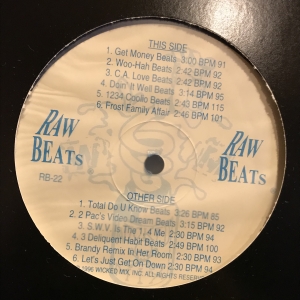 THIS SIDE
1. Get Money Beats 3:00 BPM 91
2. Woo-Hah Beats 2:42 BPM 92
3. C.A. Love Beats 2:42 BPM 92
4. Doin' It Well Beats 3:14 BPM 95
5. 1234 Coolio Beats 2:43 BPM 115
6. Frost Family Affair 2:46 BPM 101
RAW BEATS
RAW BEATS
RB-22
OTHER SIDE
1. Total Do U Know Beats 3:26 BPM 85
2. 2 Pac's Video Dream Beats 3:15 BPM 92
3. S.W.V. Is The 1, 4 Me 2:30 BPM 94
4. 3 Deliquent Habit Beats 2:49 BPM 97
5. Brandy Remix In Her Room 2:30 BPM 93
6. Let's Just Get On Down 2:30 BPM 94
1996 WICKED MIX, INC. ALL RIGHTS RESERVED